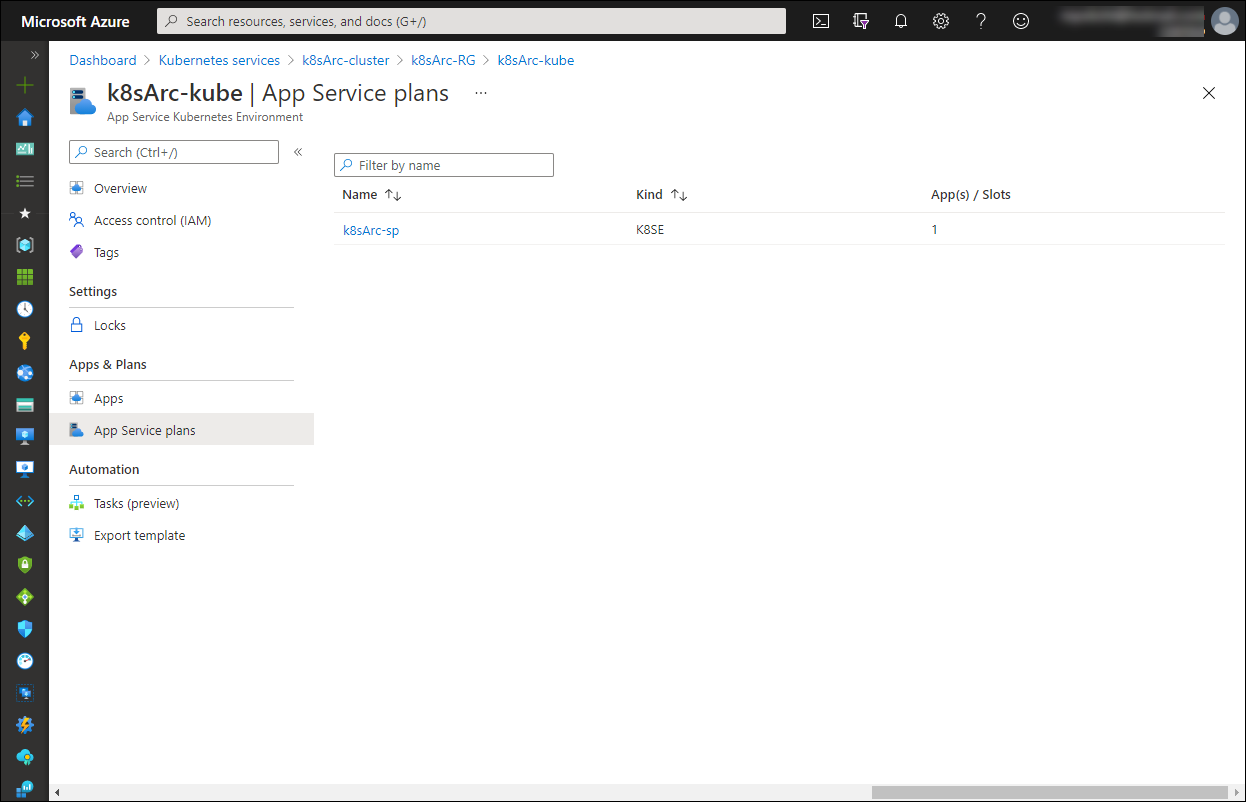 Microsoft Azure
Search resources, services, and docs (G+/)
Dashboard > Kubernetes services > k8sArc-cluster > k8sArc-RG > k8sArc-kube
k8sArc-kube | App Service plans ...
App Service Kubernetes Environment
Search (Ctrl+/)
«
Overview
Access control (IAM)
Tags
Settings
Locks
Apps & Plans
Apps
App Service plans
Automation
Tasks (preview)
Export template
Filter by name
Name ↑↓ Kind ↑↓ App(s) / Slots
k8sArc-sp K8SE 1